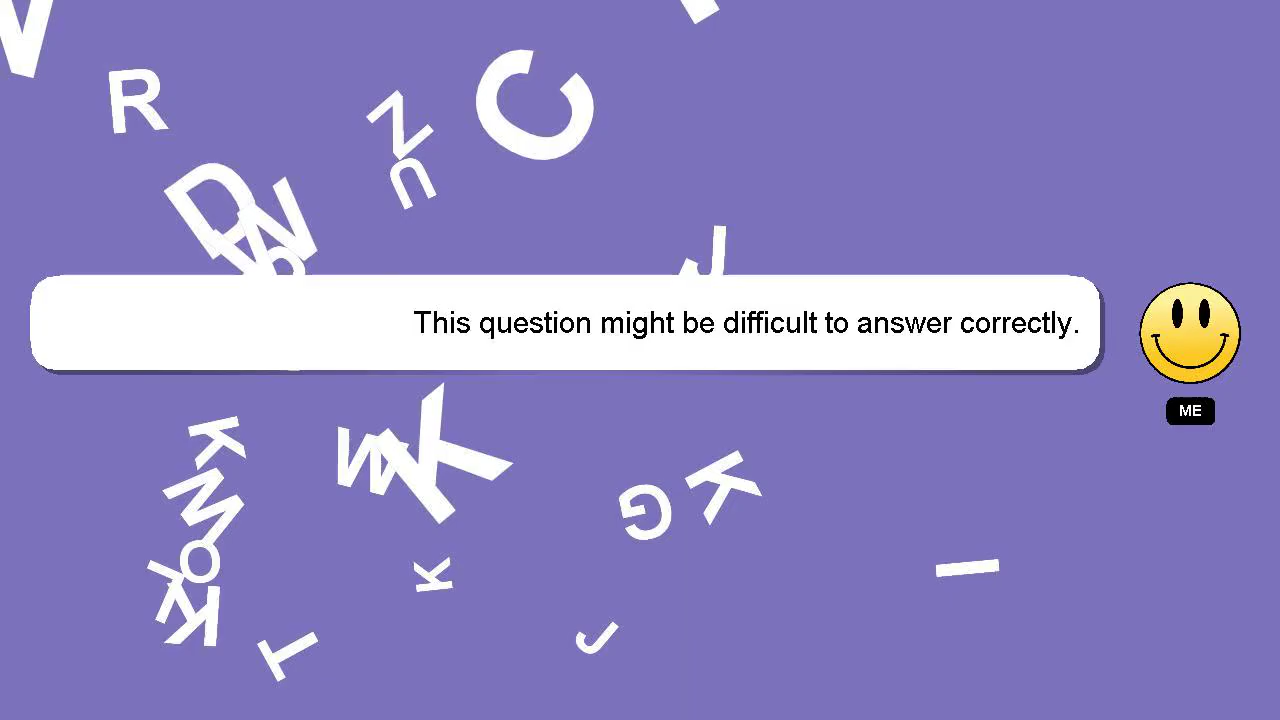 R
Z
C
U
D
W
J
This question might be difficult to answer correctly.
ME
K
W
K
K
G
M
O
K
K
I
T
J